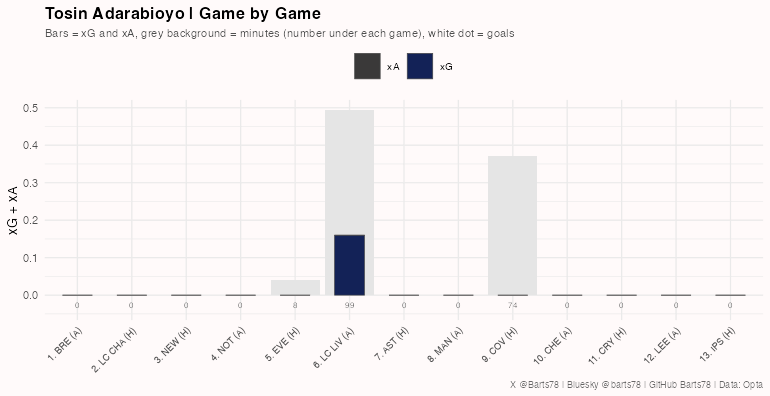 Tosin Adarabioyo | Game by Game
Bars = xG and xA, grey background = minutes (number under each game), white dot = goals
xA xG
xG + xA
0.5
0.4
0.3
0.2
0.1
0.0
0 0 0 0 8 99 0 0 74 0 0 0 0
1. BRE (A)
2. LC CHA (H)
3. NEW (H)
4. NOT (A)
5. EVE (H)
6. LC LIV (A)
7. AST (H)
8. MAN (A)
9. COV (H)
10. CHE (A)
11. CRY (H)
12. LEE (A)
13. IPS (H)
X @Barts78 | Bluesky @barts78 | GitHub Barts78 | Data: Opta